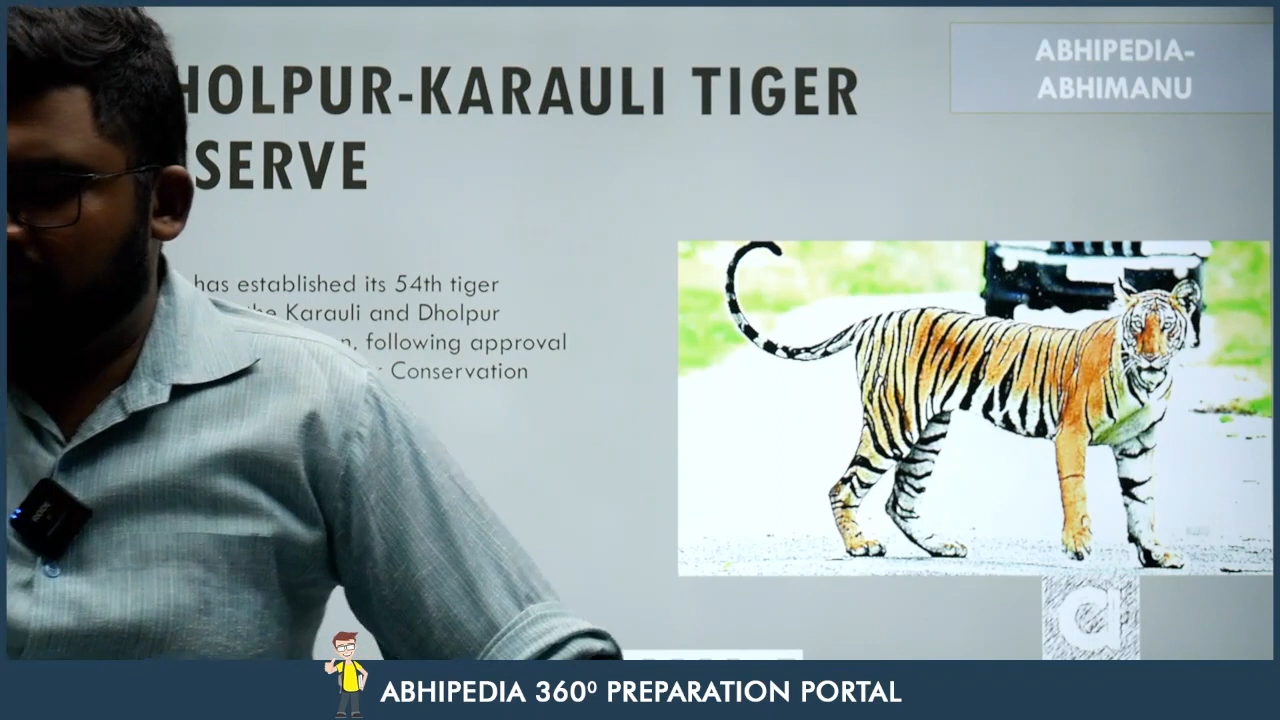 HOLPUR-KARAULI TIGER
SERVE
ABHIPEDIA-
ABHIMANU
has established its 54th tiger
the Karauli and Dholpur
following approval
Conservation
a
ABHIPEDIA 360⁰ PREPARATION PORTAL